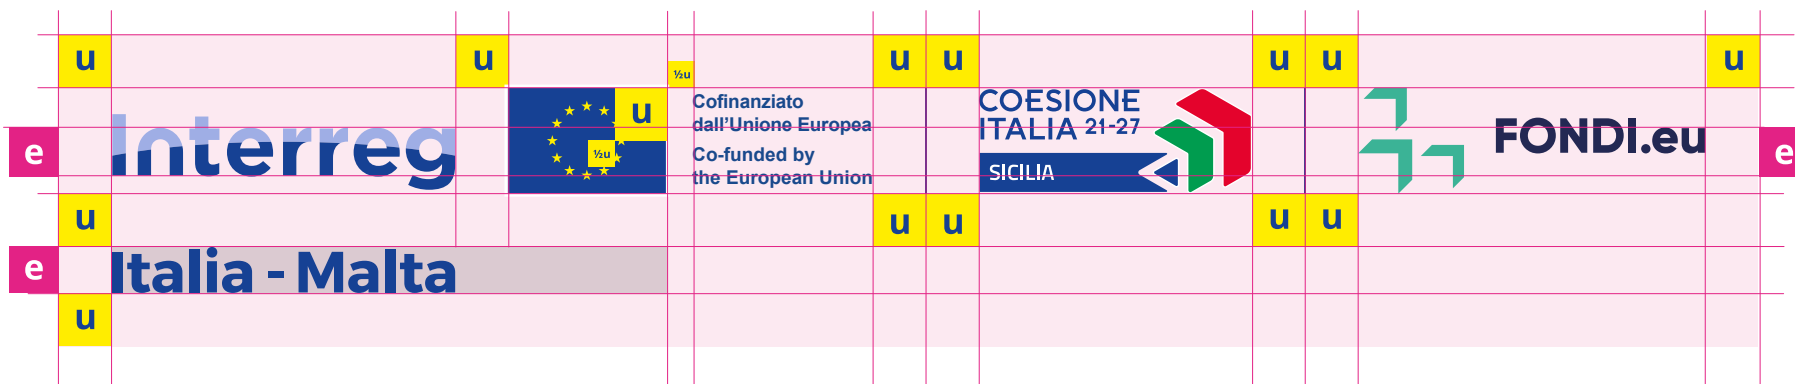 u u u u u u u
½u
Interreg
u
½u
Cofinanziato
dall'Unione Europea
Co-funded by
the European Union
COESIONE
ITALIA 21-27
SICILIA
FONDI.eu
e e
u u u u u
e
Italia - Malta
u